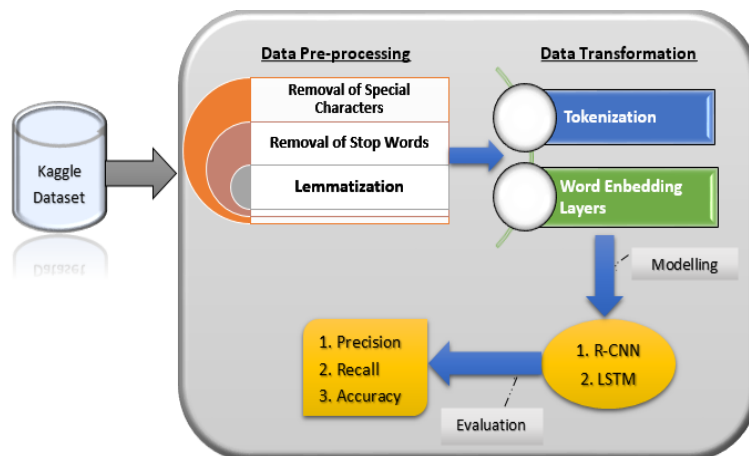 Data Pre-processing
Data Transformation
Kaggle
Dataset
Removal of Special
Characters
Removal of Stop Words
Lemmatization
Tokenization
Word Enbedding
Layers
Modelling
1. R-CNN
2. LSTM
1. Precision
2. Recall
3. Accuracy
Evaluation